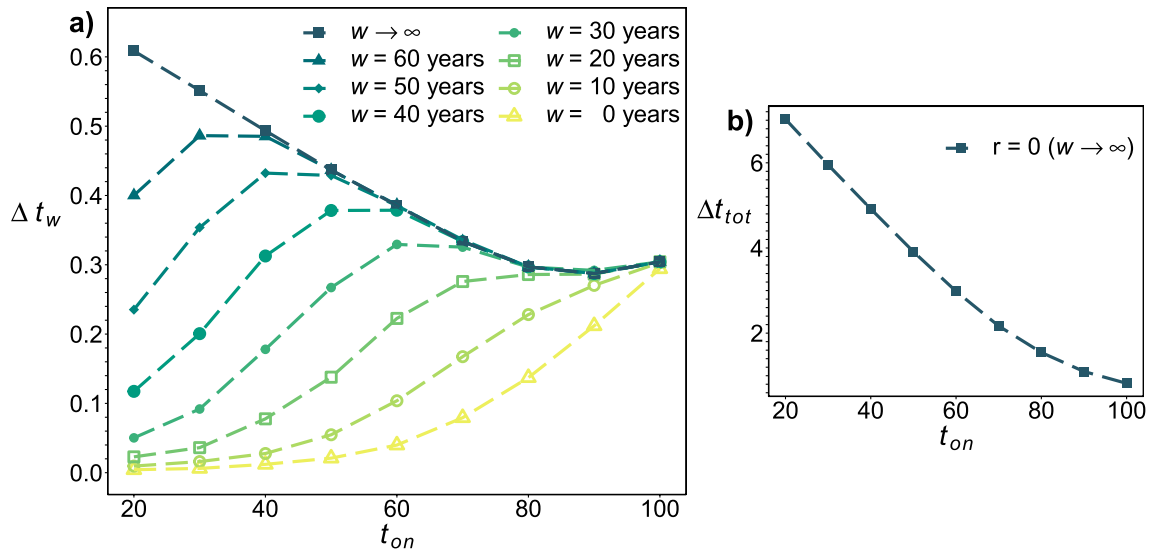 a)
w → ∞
w = 60 years
w = 50 years
w = 40 years
w = 30 years
w = 20 years
w = 10 years
w = 0 years
0.6
0.5
0.4
0.3
0.2
0.1
0.0
Δ t_w
20 40 60 80 100
t_on
b)
r = 0 (w → ∞)
6
4
2
Δt_tot
20 40 60 80 100
t_on